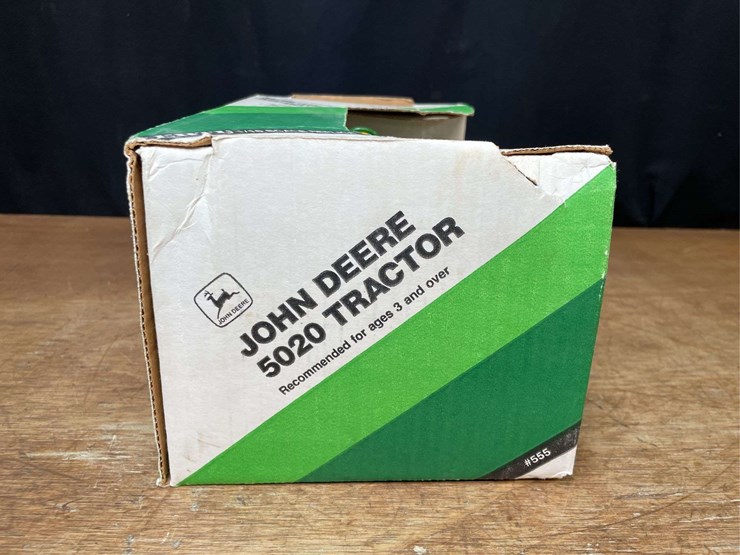 JOHN DEERE
JOHN DEERE
5020 TRACTOR
Recommended for ages 3 and over
#555